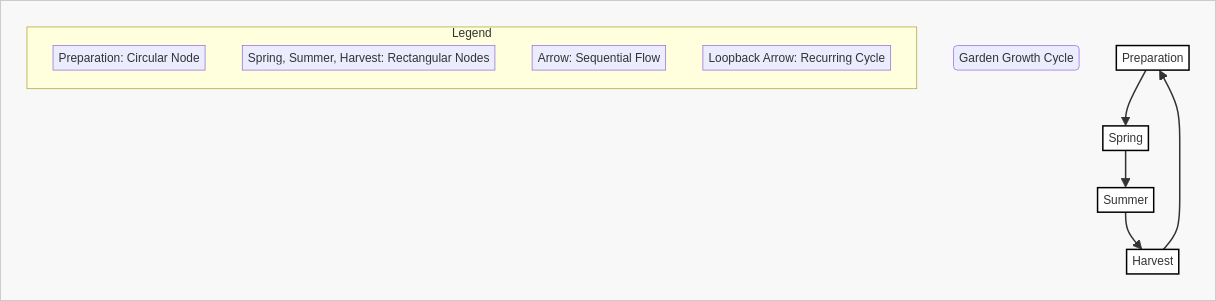 Legend
Preparation: Circular Node
Spring, Summer, Harvest: Rectangular Nodes
Arrow: Sequential Flow
Loopback Arrow: Recurring Cycle
Garden Growth Cycle
Preparation
Spring
Summer
Harvest